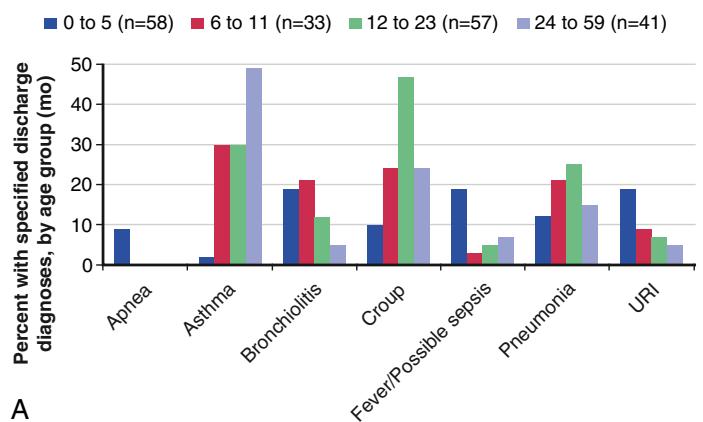 0 to 5 (n=58) 6 to 11 (n=33) 12 to 23 (n=57) 24 to 59 (n=41)
Percent with specified discharge
diagnoses, by age group (mo)
50
40
30
20
10
0
Apnea
Asthma
Bronchiolitis
Croup
Fever/Possible sepsis
Pneumonia
URI
A